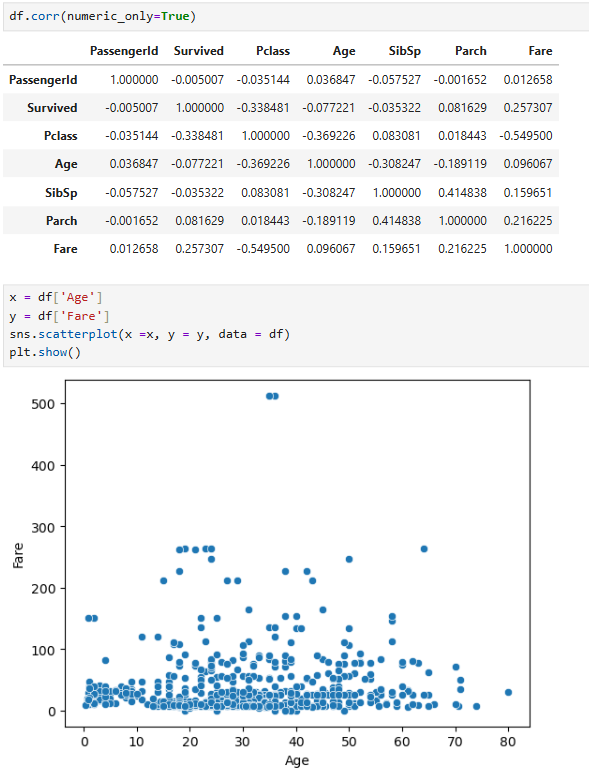 df.corr(numeric_only=True)
PassengerId Survived Pclass Age SibSp Parch Fare
PassengerId 1.000000 -0.005007 -0.035144 0.036847 -0.057527 -0.001652 0.012658
Survived -0.005007 1.000000 -0.338481 -0.077221 -0.035322 0.081629 0.257307
Pclass -0.035144 -0.338481 1.000000 -0.369226 0.083081 0.018443 -0.549500
Age 0.036847 -0.077221 -0.369226 1.000000 -0.308247 -0.189119 0.096067
SibSp -0.057527 -0.035322 0.083081 -0.308247 1.000000 0.414838 0.159651
Parch -0.001652 0.081629 0.018443 -0.189119 0.414838 1.000000 0.216225
Fare 0.012658 0.257307 -0.549500 0.096067 0.159651 0.216225 1.000000
x = df['Age']
y = df['Fare']
sns.scatterplot(x =x, y = y, data = df)
plt.show()
500
400
300
Fare
200
100
0
0 10 20 30 40 50 60 70 80
Age